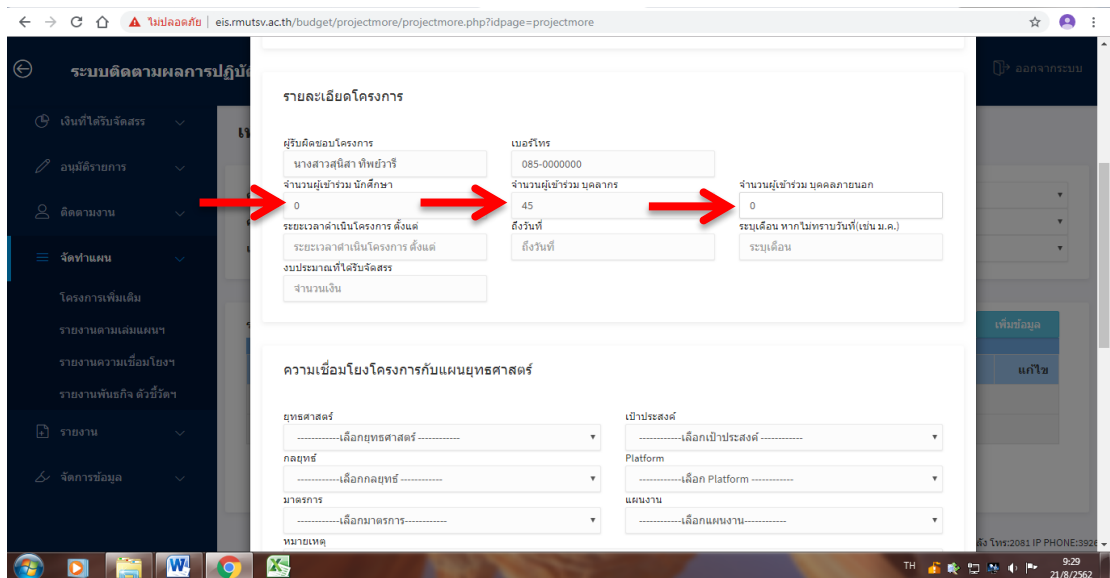 ไม่ปลอดภัย | eis.rmutsv.ac.th/budget/projectmore/projectmore.php?idpage=projectmore
ระบบติดตามผลการปฏิบัติ
ออกจากระบบ
เงินที่ได้รับจัดสรร
อนุมัติรายการ
ติดตามงาน
จัดทำแผน
โครงการเพิ่มเติม
รายงานตามเล่มแผนฯ
รายงานความเชื่อมโยงฯ
รายงานพันธกิจ ตัวชี้วัดฯ
รายงาน
จัดการข้อมูล
รายละเอียดโครงการ
ผู้รับผิดชอบโครงการ เบอร์โทร
นางสาวสุนิสา ทิพย์วารี 085-0000000
จำนวนผู้เข้าร่วม นักศึกษา จำนวนผู้เข้าร่วม บุคลากร จำนวนผู้เข้าร่วม บุคคลภายนอก
0 45 0
ระยะเวลาดำเนินโครงการ ตั้งแต่ ถึงวันที่ ระบุเดือน หากไม่ทราบวันที่(เช่น ม.ค.)
ระยะเวลาดำเนินโครงการ ตั้งแต่ ถึงวันที่ ระบุเดือน
งบประมาณที่ได้รับจัดสรร
จำนวนเงิน
เพิ่มข้อมูล
แก้ไข
ความเชื่อมโยงโครงการกับแผนยุทธศาสตร์
ยุทธศาสตร์ เป้าประสงค์
------------เลือกยุทธศาสตร์ ------------ ------------เลือกเป้าประสงค์ ------------
กลยุทธ์ Platform
------------เลือกกลยุทธ์ ------------ ------------เลือก Platform ------------
มาตรการ แผนงาน
------------เลือกมาตรการ------------ ------------เลือกแผนงาน------------
หมายเหตุ
โทร:2081 IP PHONE:3926
TH
9:29
21/8/2562